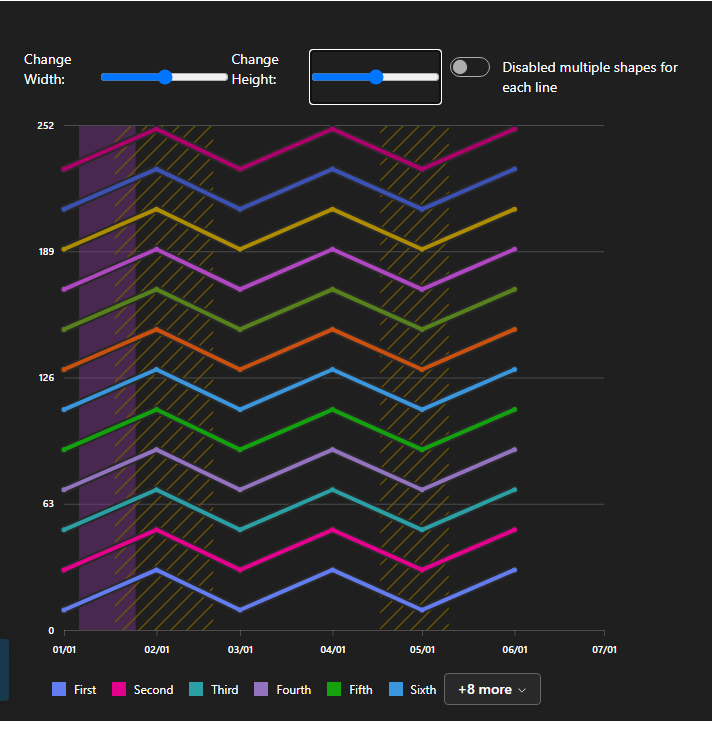 Change
Width:
Change
Height:
Disabled multiple shapes for
each line
252
189
126
63
0
01/01 02/01 03/01 04/01 05/01 06/01 07/01
First Second Third Fourth Fifth Sixth +8 more